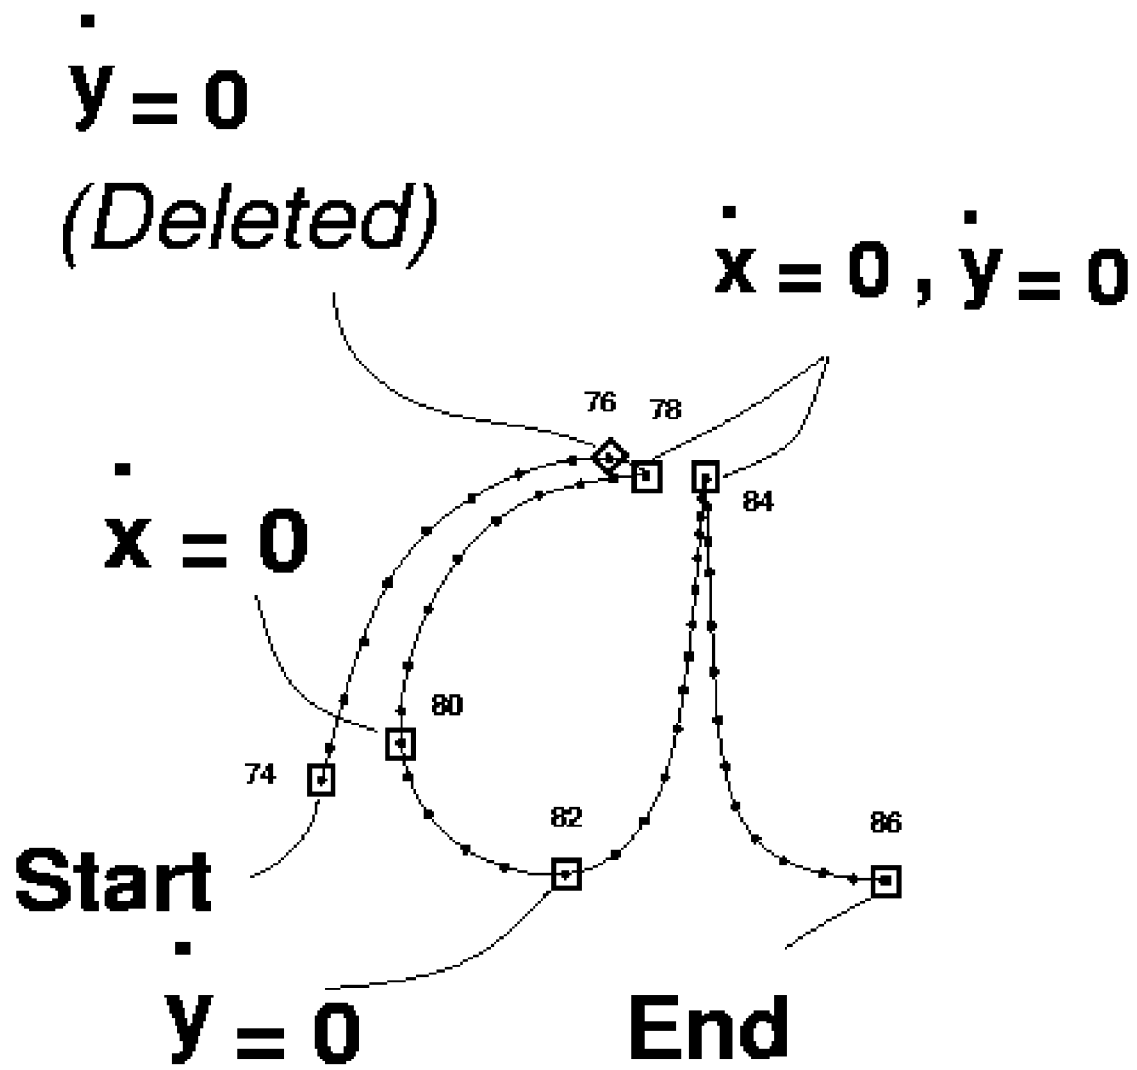 ẏ = 0
(Deleted)
ẋ = 0 , ẏ = 0
76 78
84
ẋ = 0
80
74
82
86
Start
ẏ = 0
End